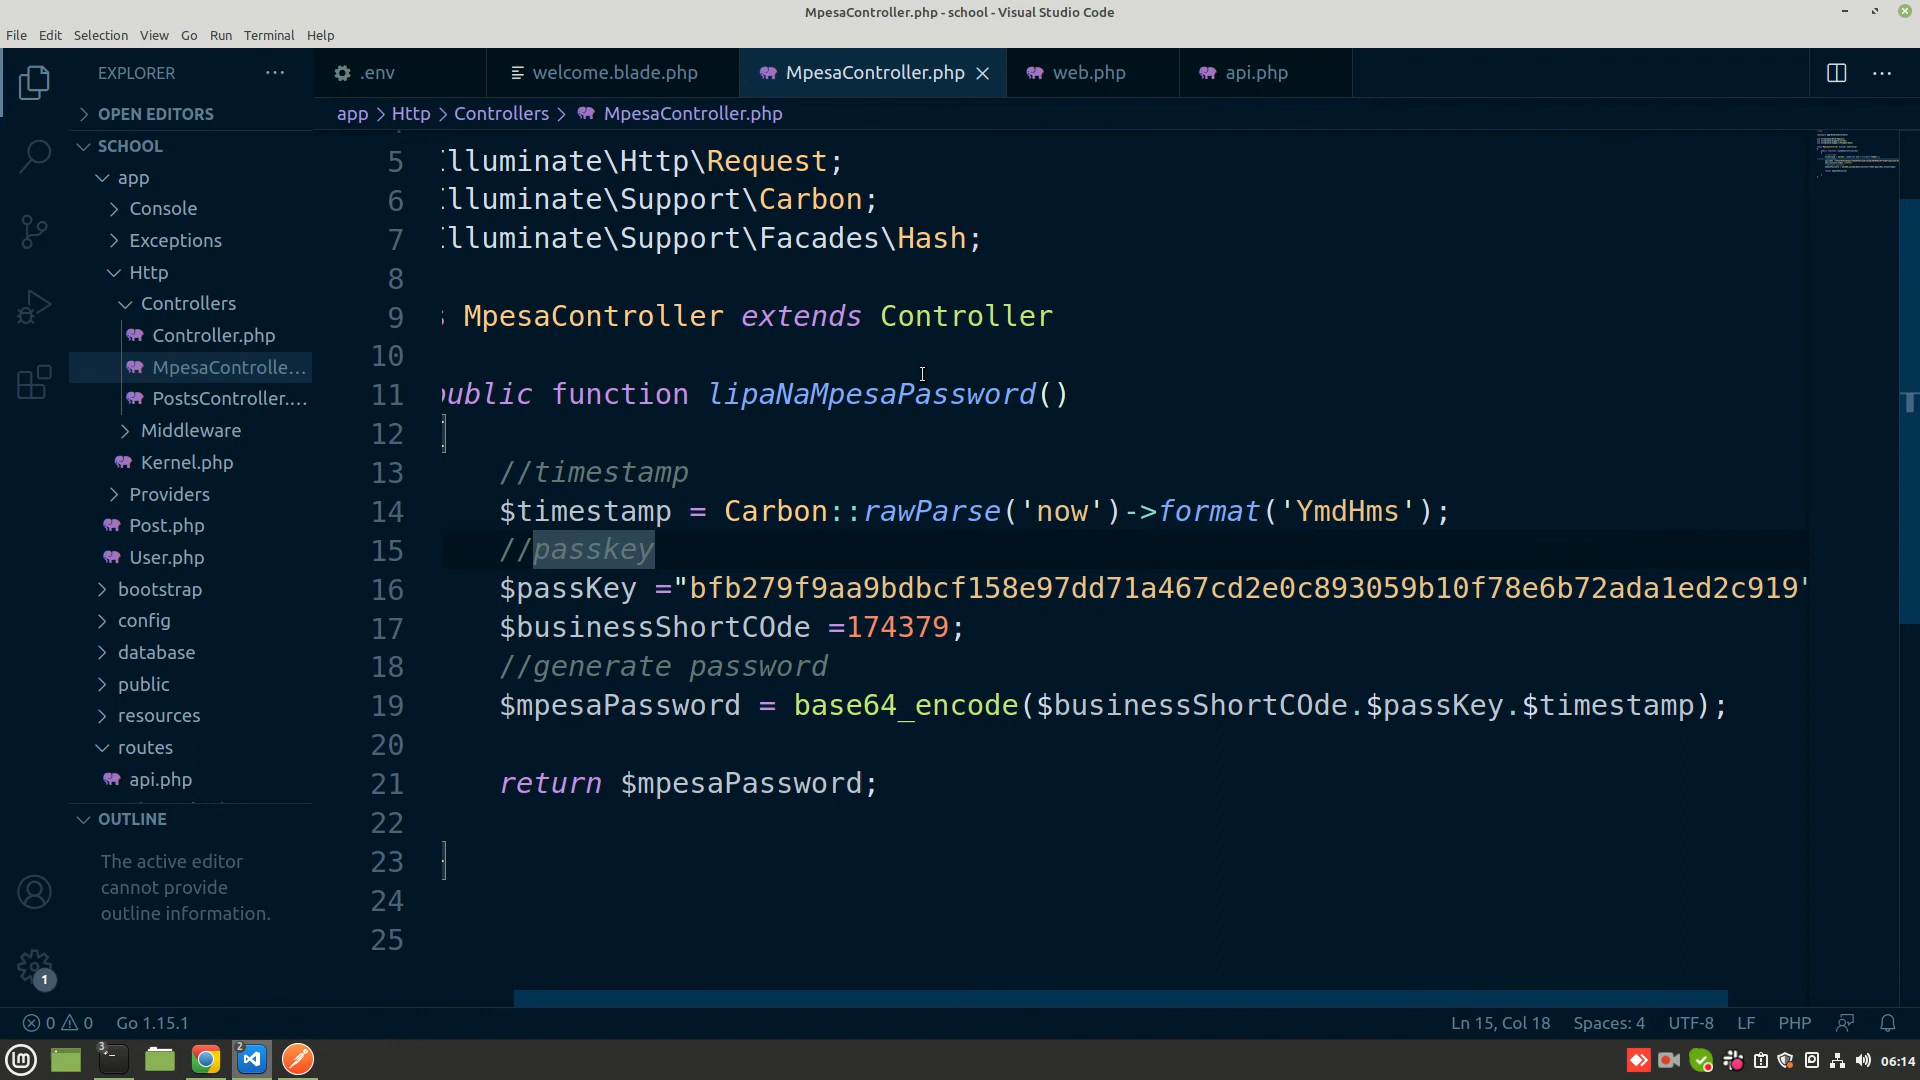 MpesaController.php - school - Visual Studio Code
File Edit Selection View Go Run Terminal Help
EXPLORER
.env
welcome.blade.php
MpesaController.php
web.php
api.php
OPEN EDITORS
app > Http > Controllers > MpesaController.php
SCHOOL
app
Console
Exceptions
Http
Controllers
Controller.php
MpesaControlle...
PostsController....
Middleware
Kernel.php
Providers
Post.php
User.php
bootstrap
config
database
public
resources
routes
api.php
OUTLINE
The active editor
cannot provide
outline information.
5 Illuminate\Http\Request;
6 Illuminate\Support\Carbon;
7 Illuminate\Support\Facades\Hash;
8
9 s MpesaController extends Controller
10
11 public function lipaNaMpesaPassword()
12 {
13 //timestamp
14 $timestamp = Carbon::rawParse('now')->format('YmdHms');
15 //passkey
16 $passKey ="bfb279f9aa9bdbcf158e97dd71a467cd2e0c893059b10f78e6b72ada1ed2c919"
17 $businessShortCOde =174379;
18 //generate password
19 $mpesaPassword = base64_encode($businessShortCOde.$passKey.$timestamp);
20
21 return $mpesaPassword;
22
23 }
24
25
1
0 0 Go 1.15.1
Ln 15, Col 18 Spaces: 4 UTF-8 LF PHP
3
2
06:14